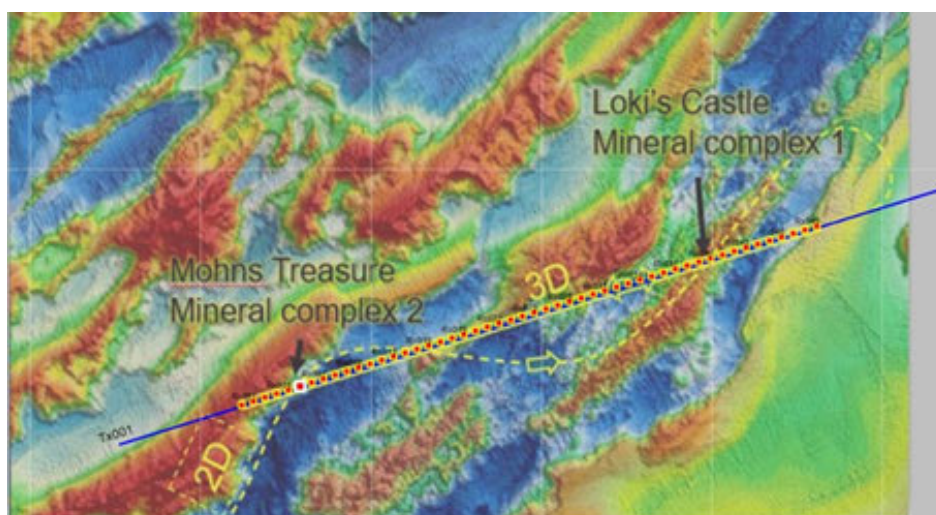 Loki's Castle
Mineral complex 1
Mohns Treasure
Mineral complex 2
3D
Tx001
2D